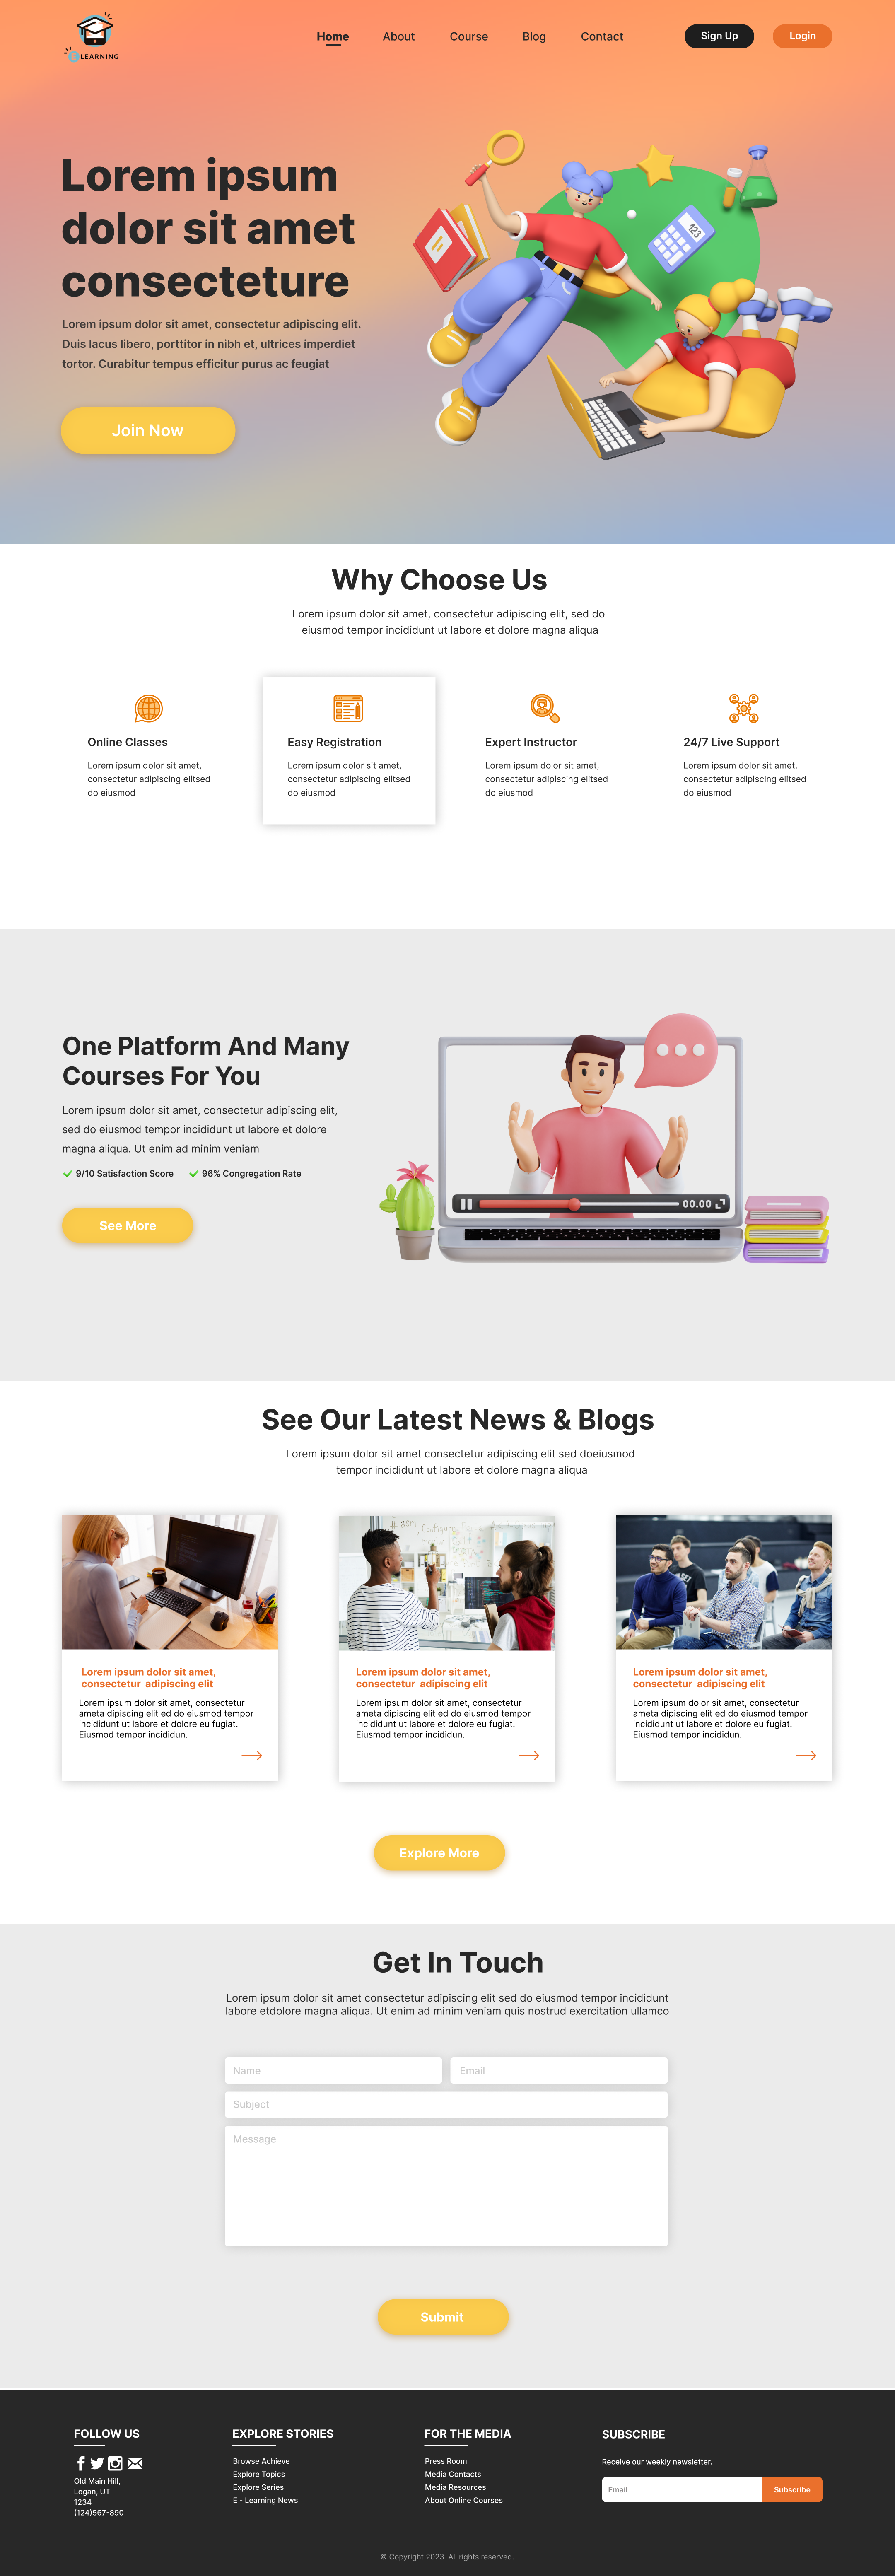 E LEARNING
Home
About
Course
Blog
Contact
Sign Up
Login
Lorem ipsum
dolor sit amet
consecteture
Lorem ipsum dolor sit amet, consectetur adipiscing elit.
Duis lacus libero, porttitor in nibh et, ultrices imperdiet
tortor. Curabitur tempus efficitur purus ac feugiat
Join Now
123
Why Choose Us
Lorem ipsum dolor sit amet, consectetur adipiscing elit, sed do
eiusmod tempor incididunt ut labore et dolore magna aliqua
Online Classes
Lorem ipsum dolor sit amet,
consectetur adipiscing elitsed
do eiusmod
Easy Registration
Lorem ipsum dolor sit amet,
consectetur adipiscing elitsed
do eiusmod
Expert Instructor
Lorem ipsum dolor sit amet,
consectetur adipiscing elitsed
do eiusmod
24/7 Live Support
Lorem ipsum dolor sit amet,
consectetur adipiscing elitsed
do eiusmod
One Platform And Many
Courses For You
Lorem ipsum dolor sit amet, consectetur adipiscing elit,
sed do eiusmod tempor incididunt ut labore et dolore
magna aliqua. Ut enim ad minim veniam
9/10 Satisfaction Score
96% Congregation Rate
See More
00.00
See Our Latest News & Blogs
Lorem ipsum dolor sit amet consectetur adipiscing elit sed doeiusmod
tempor incididunt ut labore et dolore magna aliqua
Lorem ipsum dolor sit amet,
consectetur adipiscing elit
Lorem ipsum dolor sit amet, consectetur
ameta dipiscing elit ed do eiusmod tempor
incididunt ut labore et dolore eu fugiat.
Eiusmod tempor incididun.
Lorem ipsum dolor sit amet,
consectetur adipiscing elit
Lorem ipsum dolor sit amet, consectetur
ameta dipiscing elit ed do eiusmod tempor
incididunt ut labore et dolore eu fugiat.
Eiusmod tempor incididun.
Lorem ipsum dolor sit amet,
consectetur adipiscing elit
Lorem ipsum dolor sit amet, consectetur
ameta dipiscing elit ed do eiusmod tempor
incididunt ut labore et dolore eu fugiat.
Eiusmod tempor incididun.
Explore More
Get In Touch
Lorem ipsum dolor sit amet consectetur adipiscing elit sed do eiusmod tempor incididunt
labore etdolore magna aliqua. Ut enim ad minim veniam quis nostrud exercitation ullamco
Name
Email
Subject
Message
Submit
FOLLOW US
Old Main Hill,
Logan, UT
1234
(124)567-890
EXPLORE STORIES
Browse Achieve
Explore Topics
Explore Series
E - Learning News
FOR THE MEDIA
Press Room
Media Contacts
Media Resources
About Online Courses
SUBSCRIBE
Receive our weekly newsletter.
Email
Subscribe
© Copyright 2023. All rights reserved.